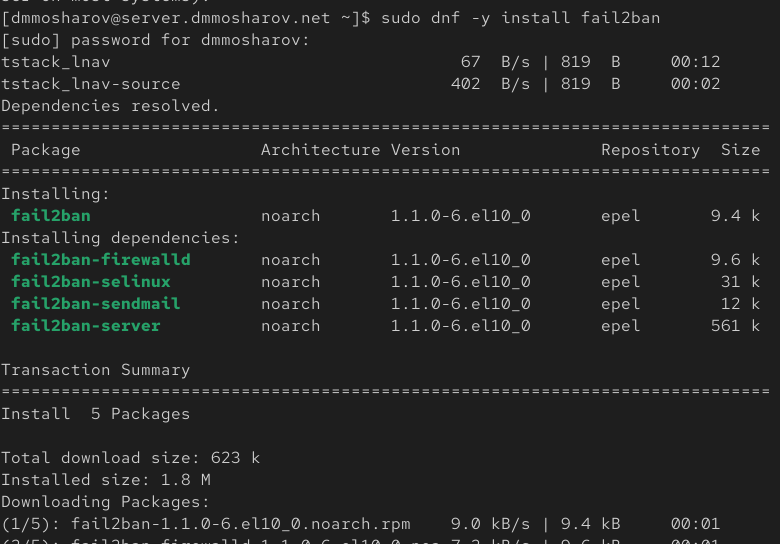 [dmmosharov@server.dmmosharov.net ~]$ sudo dnf -y install fail2ban
[sudo] password for dmmosharov:
tstack_lnav                                   67  B/s | 819  B     00:12
tstack_lnav-source                           402  B/s | 819  B     00:02
Dependencies resolved.
=============================================================================
 Package                  Architecture Version              Repository  Size
=============================================================================
Installing:
 fail2ban                 noarch       1.1.0-6.el10_0       epel       9.4 k
Installing dependencies:
 fail2ban-firewalld       noarch       1.1.0-6.el10_0       epel       9.6 k
 fail2ban-selinux         noarch       1.1.0-6.el10_0       epel        31 k
 fail2ban-sendmail        noarch       1.1.0-6.el10_0       epel        12 k
 fail2ban-server          noarch       1.1.0-6.el10_0       epel       561 k
Transaction Summary
=============================================================================
Install  5 Packages
Total download size: 623 k
Installed size: 1.8 M
Downloading Packages:
(1/5): fail2ban-1.1.0-6.el10_0.noarch.rpm    9.0 kB/s | 9.4 kB     00:01